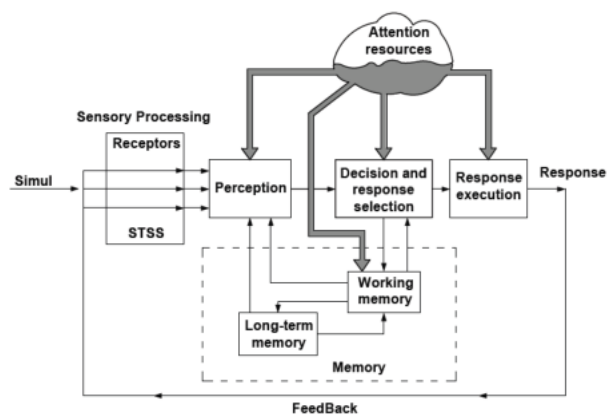 Attention
resources
Sensory Processing
Receptors
STSS
Simul
Perception
Decision and
response
selection
Response
execution
Response
Working
memory
Long-term
memory
Memory
FeedBack